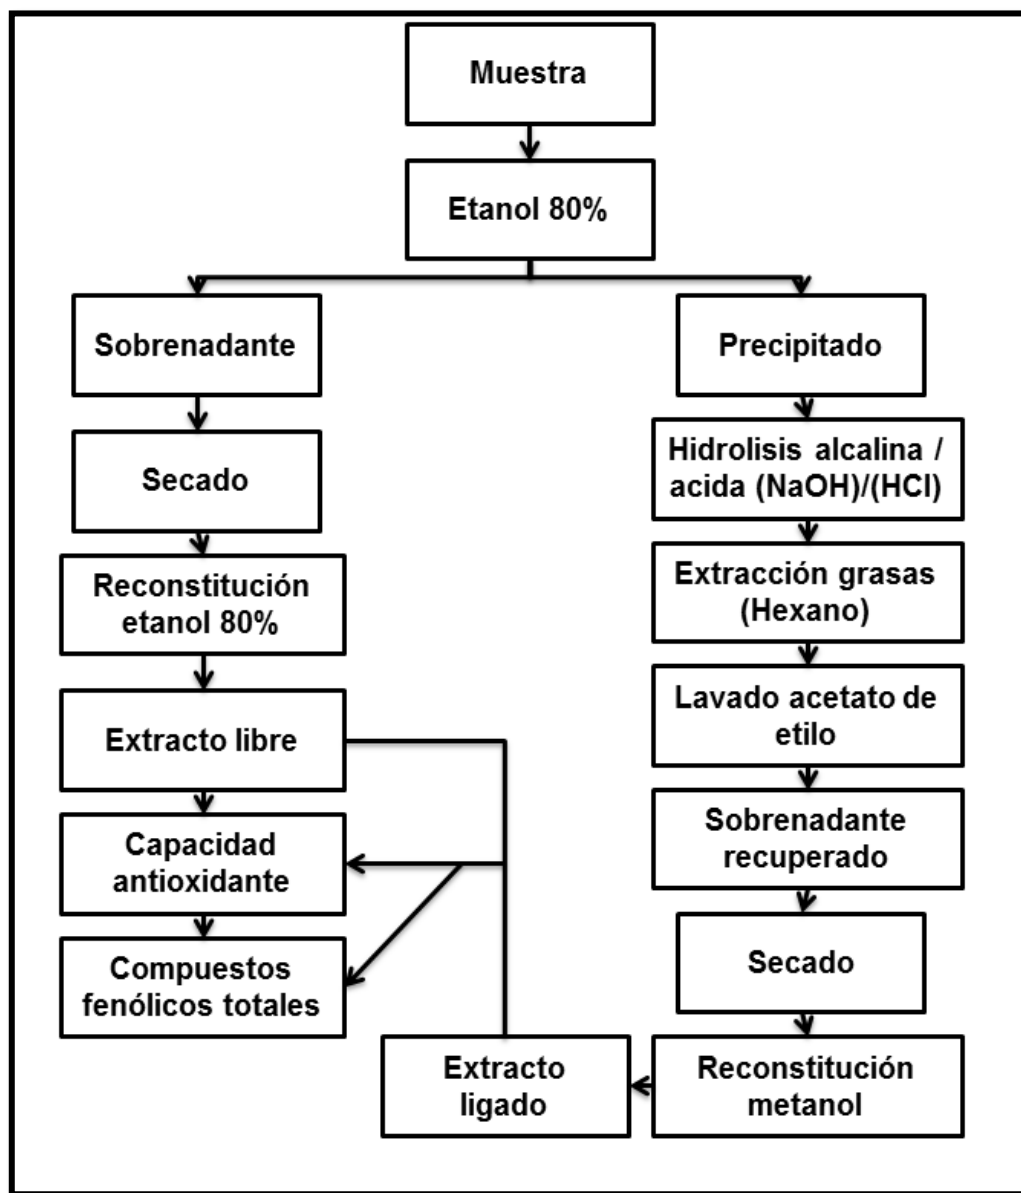 Muestra
Etanol 80%
Sobrenadante
Secado
Reconstitución
etanol 80%
Extracto libre
Capacidad
antioxidante
Compuestos
fenólicos totales
Precipitado
Hidrolisis alcalina /
acida (NaOH)/(HCl)
Extracción grasas
(Hexano)
Lavado acetato de
etilo
Sobrenadante
recuperado
Secado
Reconstitución
metanol
Extracto
ligado